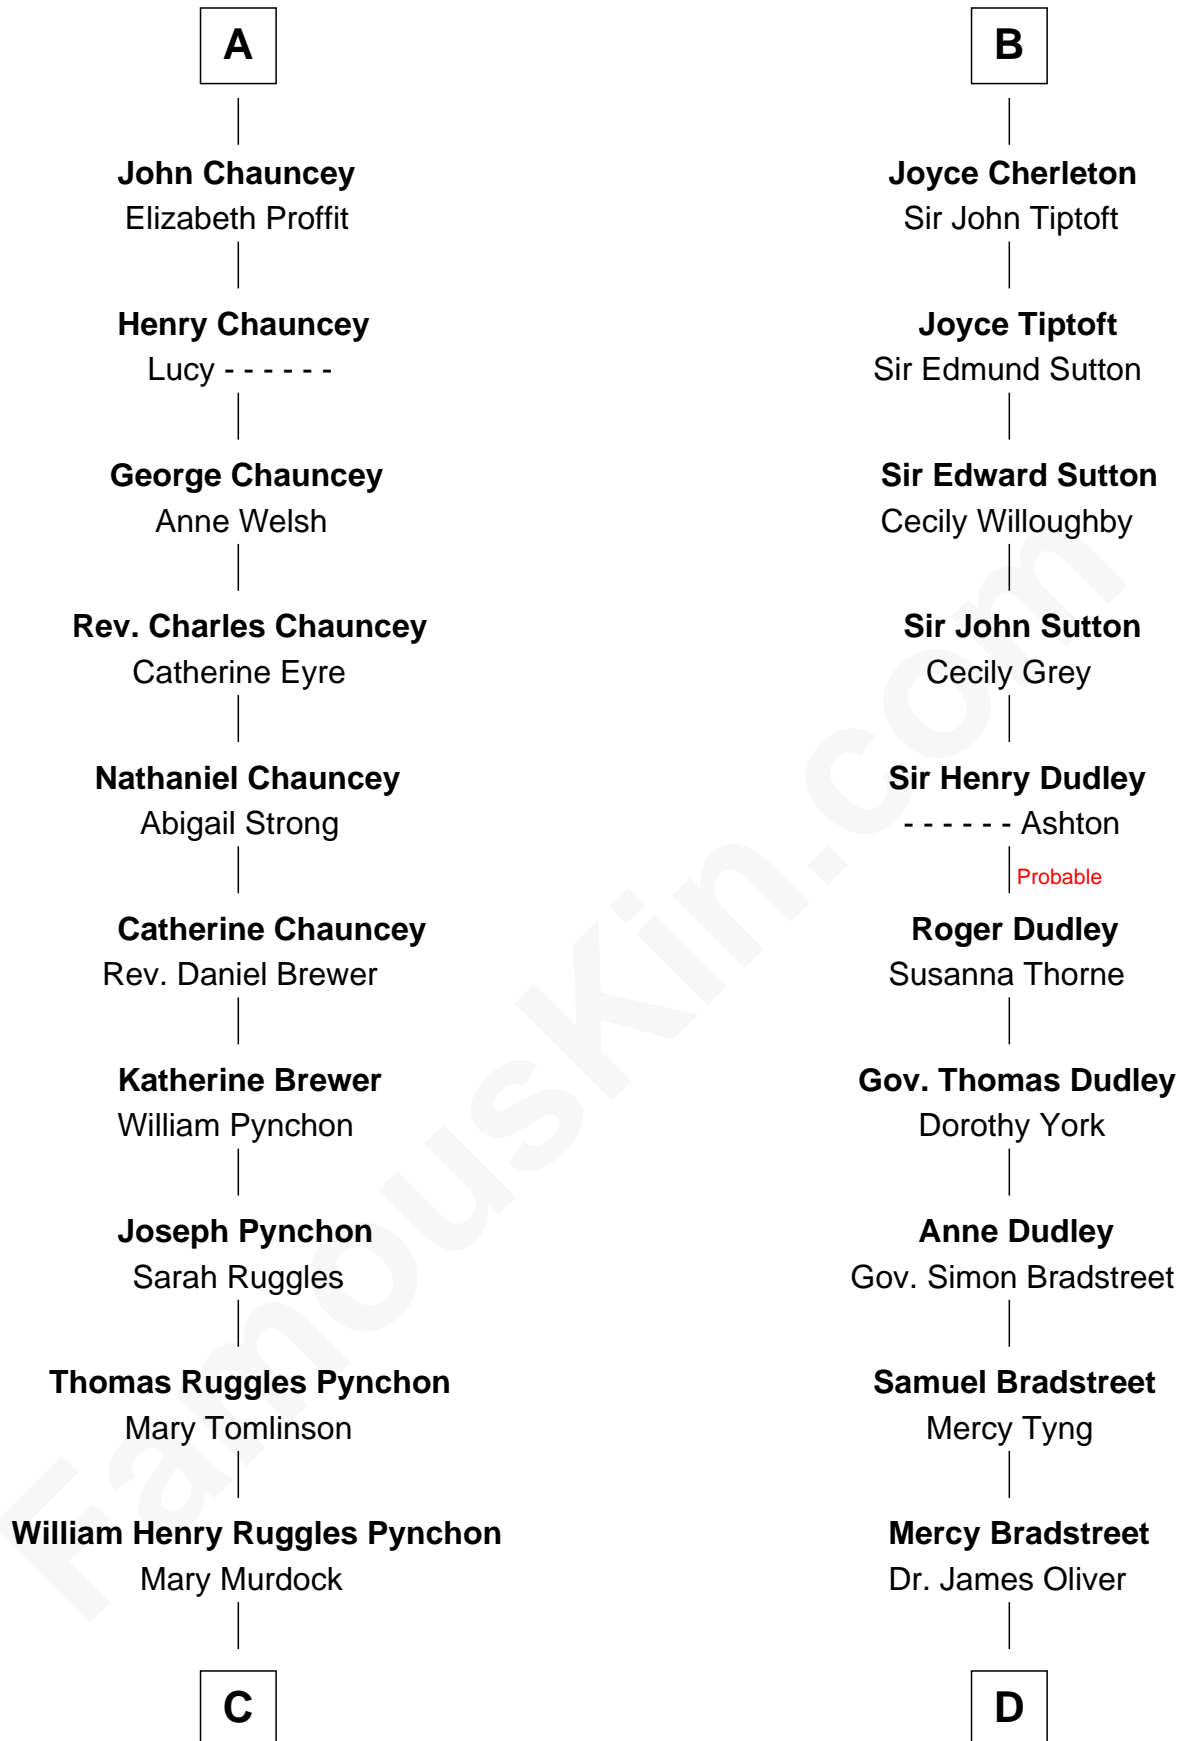 A
John Chauncey
Elizabeth Proffit
Henry Chauncey
Lucy - - - - - -
George Chauncey
Anne Welsh
Rev. Charles Chauncey
Catherine Eyre
Nathaniel Chauncey
Abigail Strong
Catherine Chauncey
Rev. Daniel Brewer
Katherine Brewer
William Pynchon
Joseph Pynchon
Sarah Ruggles
Thomas Ruggles Pynchon
Mary Tomlinson
William Henry Ruggles Pynchon
Mary Murdock
C
B
Joyce Cherleton
Sir John Tiptoft
Joyce Tiptoft
Sir Edmund Sutton
Sir Edward Sutton
Cecily Willoughby
Sir John Sutton
Cecily Grey
Sir Henry Dudley
- - - - - - Ashton
Probable
Roger Dudley
Susanna Thorne
Gov. Thomas Dudley
Dorothy York
Anne Dudley
Gov. Simon Bradstreet
Samuel Bradstreet
Mercy Tyng
Mercy Bradstreet
Dr. James Oliver
D
FamousKin.com